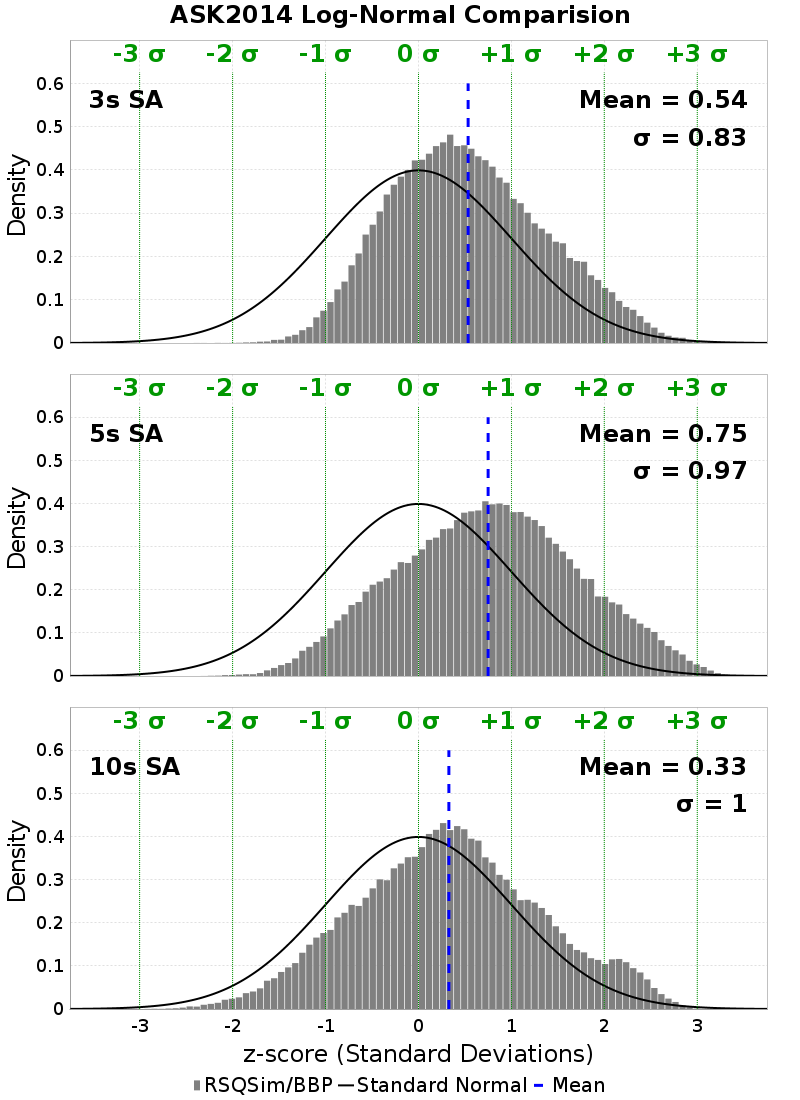 ASK2014 Log-Normal Comparision
-3 σ -2 σ -1 σ 0 σ +1 σ +2 σ +3 σ
3s SA
Mean = 0.54
σ = 0.83
0.6
0.5
0.4
0.3
0.2
0.1
0
Density
-3 σ -2 σ -1 σ 0 σ +1 σ +2 σ +3 σ
5s SA
Mean = 0.75
σ = 0.97
0.6
0.5
0.4
0.3
0.2
0.1
0
Density
-3 σ -2 σ -1 σ 0 σ +1 σ +2 σ +3 σ
10s SA
Mean = 0.33
σ = 1
0.6
0.5
0.4
0.3
0.2
0.1
0
Density
-3 -2 -1 0 1 2 3
z-score (Standard Deviations)
RSQSim/BBP Standard Normal Mean